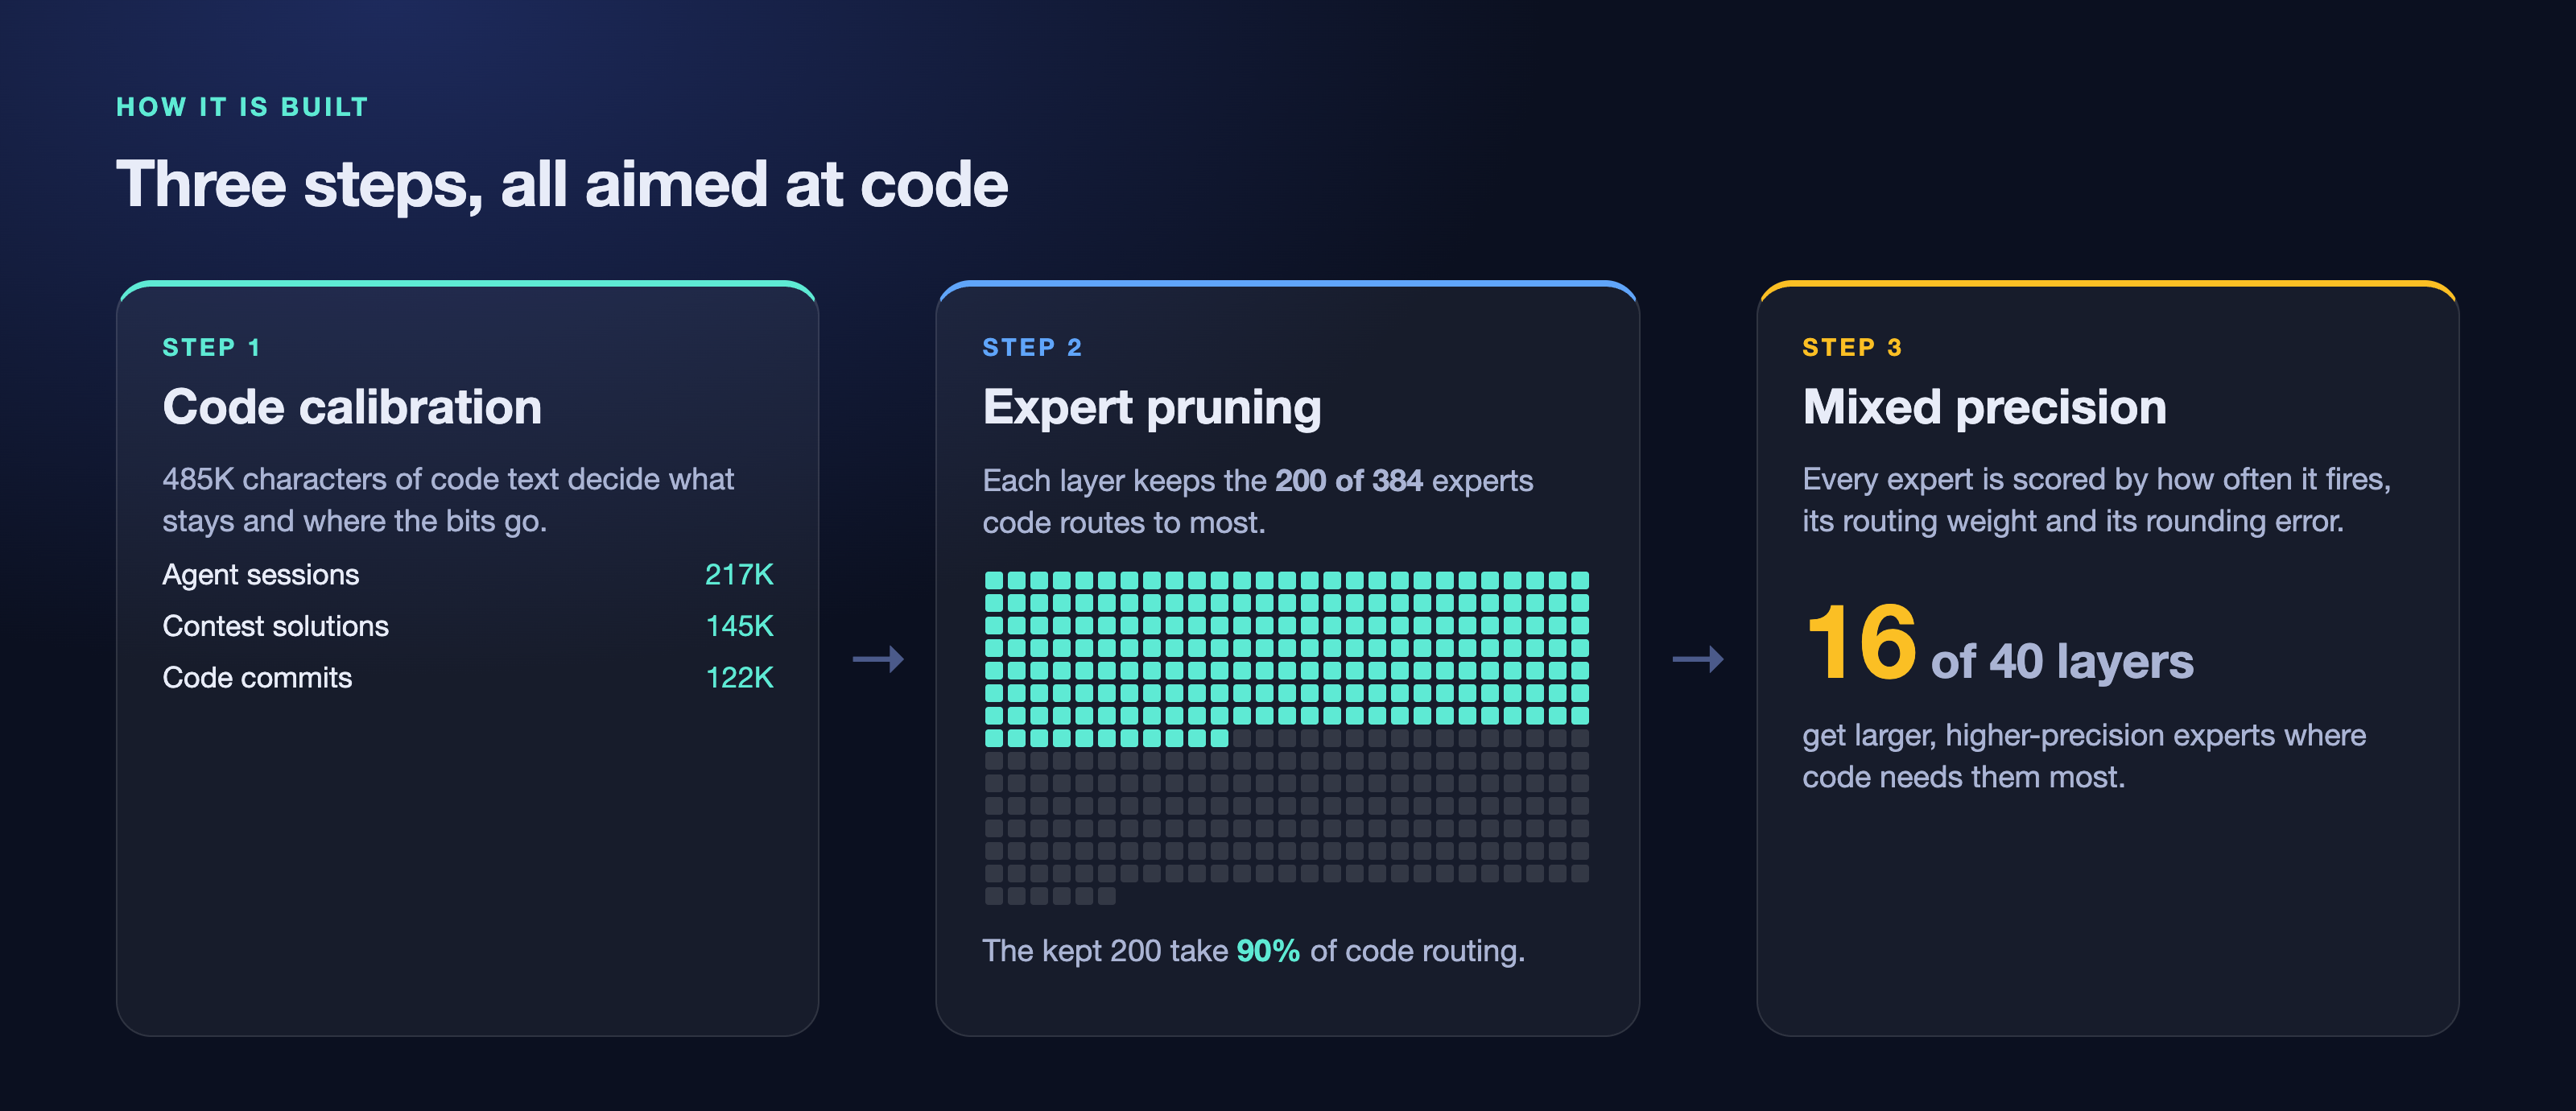 HOW IT IS BUILT
Three steps, all aimed at code
STEP 1
Code calibration
485K characters of code text decide what
stays and where the bits go.
Agent sessions 217K
Contest solutions 145K
Code commits 122K
STEP 2
Expert pruning
Each layer keeps the 200 of 384 experts
code routes to most.
The kept 200 take 90% of code routing.
STEP 3
Mixed precision
Every expert is scored by how often it fires,
its routing weight and its rounding error.
16 of 40 layers
get larger, higher-precision experts where
code needs them most.